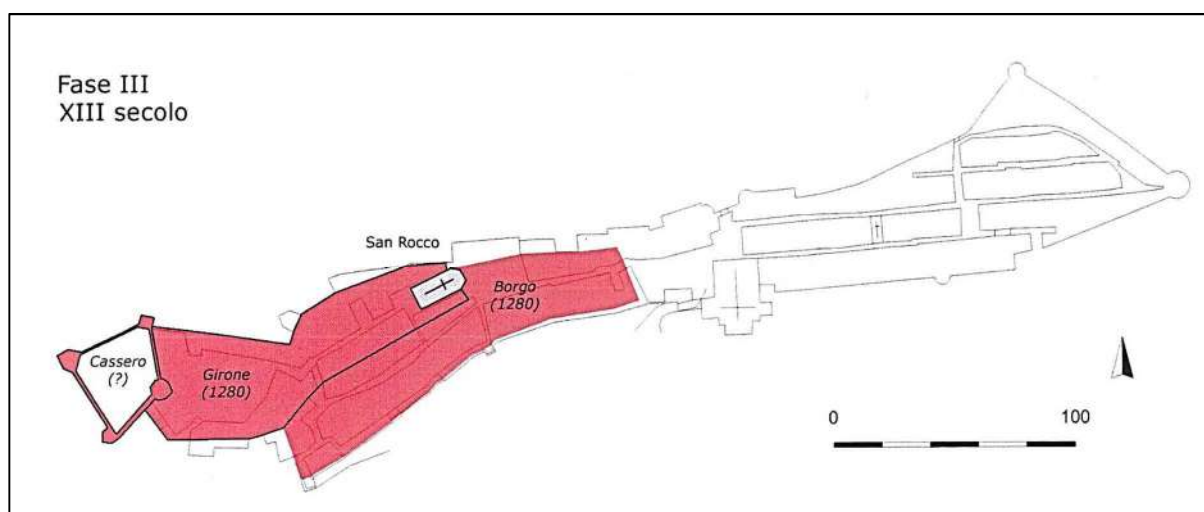 Fase III
XIII secolo
San Rocco
Borgo
(1280)
Cassero
(?)
Girone
(1280)
0 100